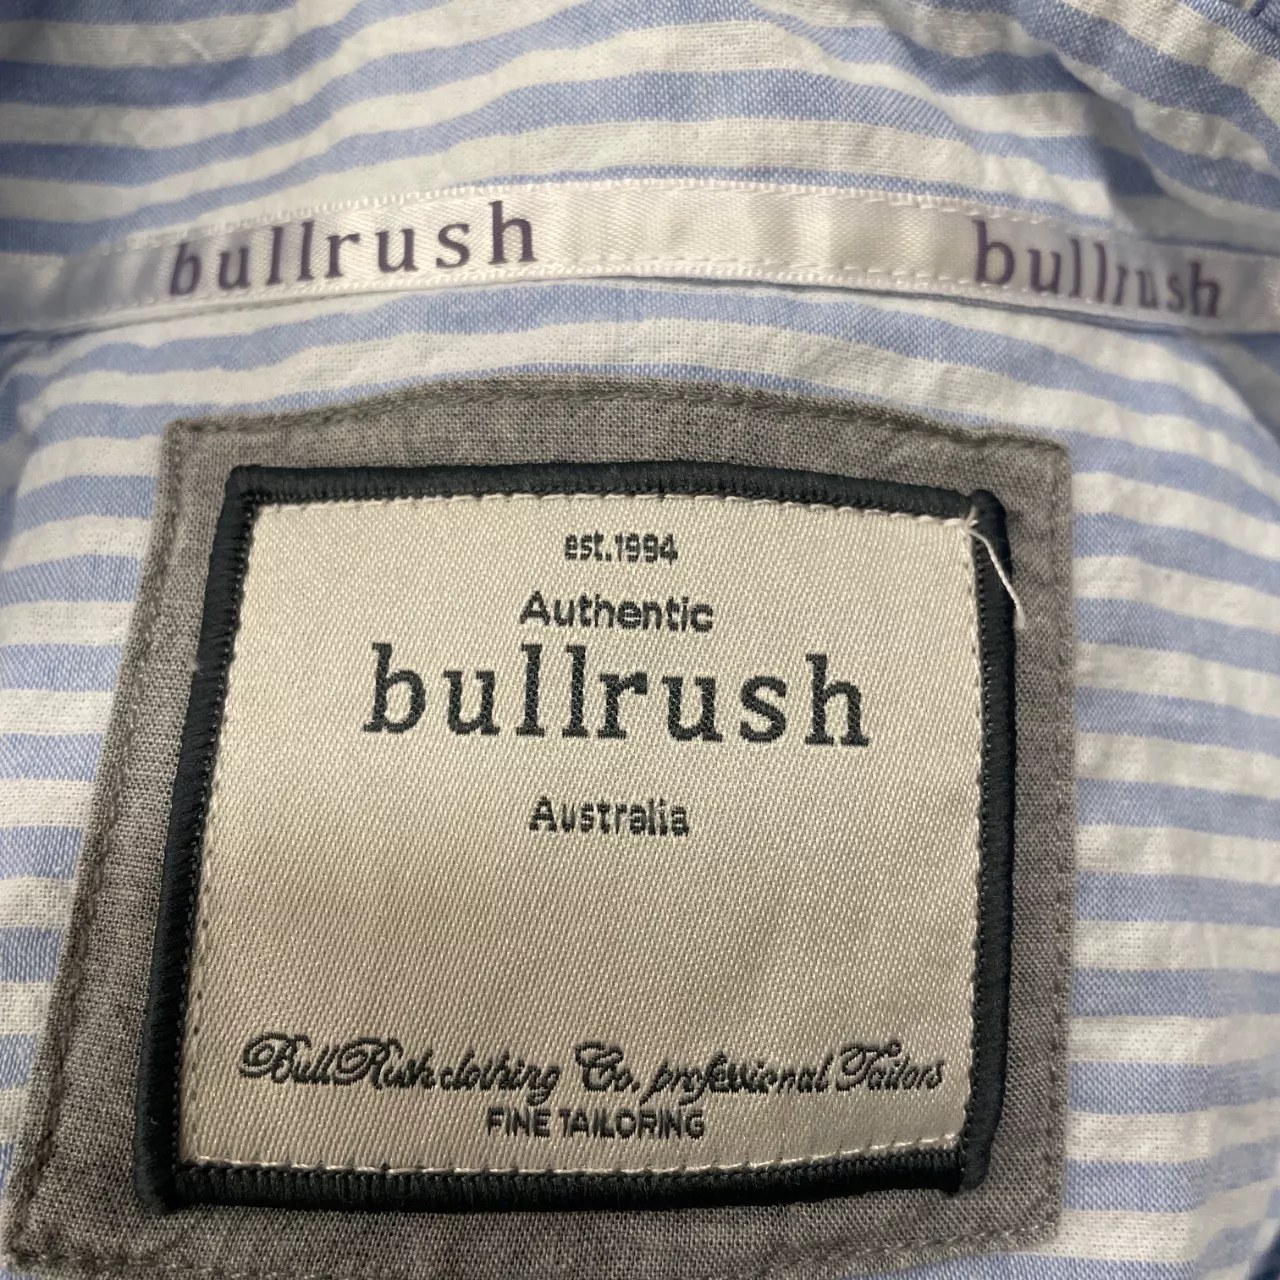 bullrush bullrush
est.1994
Authentic
bullrush
Australia
BullRush clothing Co. professional Tailors
FINE TAILORING